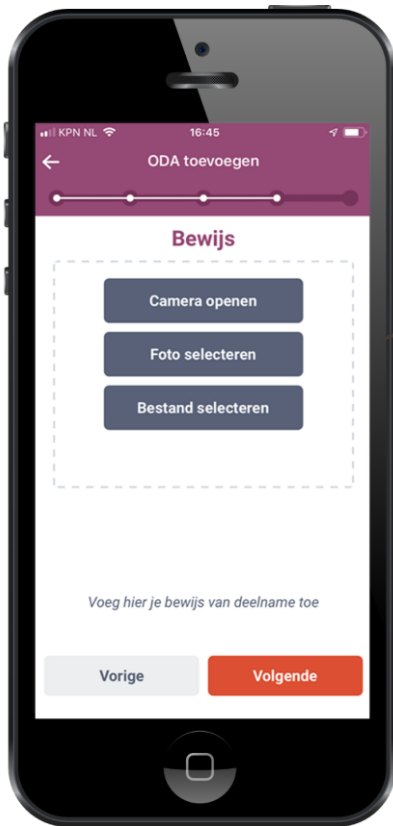 KPN NL 16:45
ODA toevoegen
Bewijs
Camera openen
Foto selecteren
Bestand selecteren
Voeg hier je bewijs van deelname toe
Vorige
Volgende